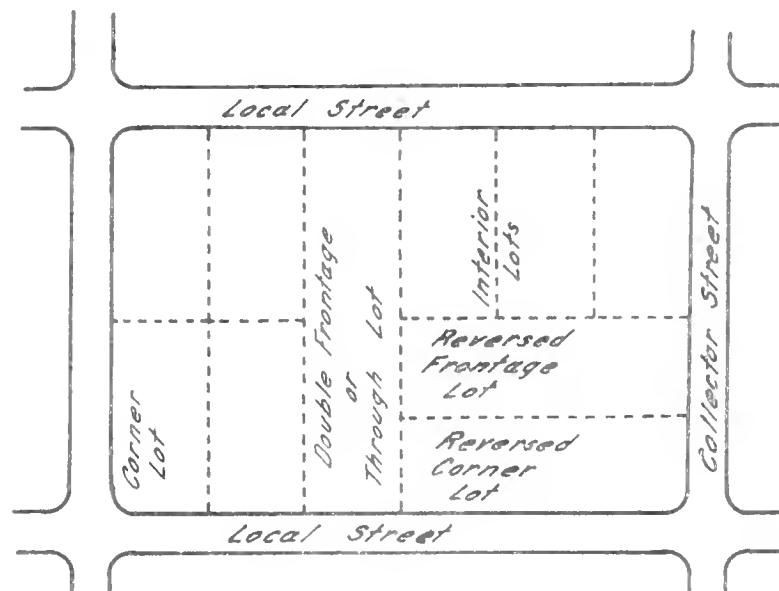 Local Street
Interior
Lots
Double Frontage
or
Through Lot
Reversed
Frontage
Lot
Collector Street
Corner
Lot
Reversed
Corner
Lot
Local Street